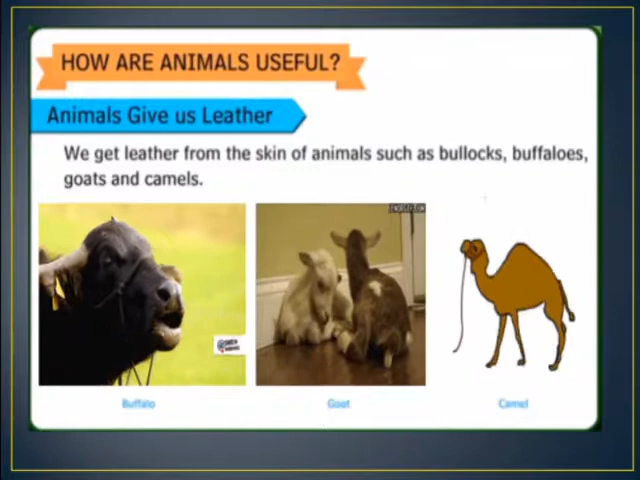 HOW ARE ANIMALS USEFUL?
Animals Give us Leather
We get leather from the skin of animals such as bullocks, buffaloes,
goats and camels.
Buffalo
Goat
Camel